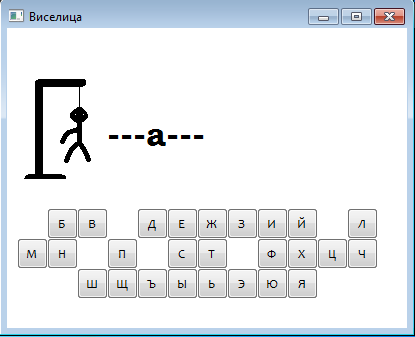 Виселица
---а---
Б В Д Е Ж З И Й Л
М Н П С Т Ф Х Ц Ч
Ш Щ Ъ Ы Ь Э Ю Я